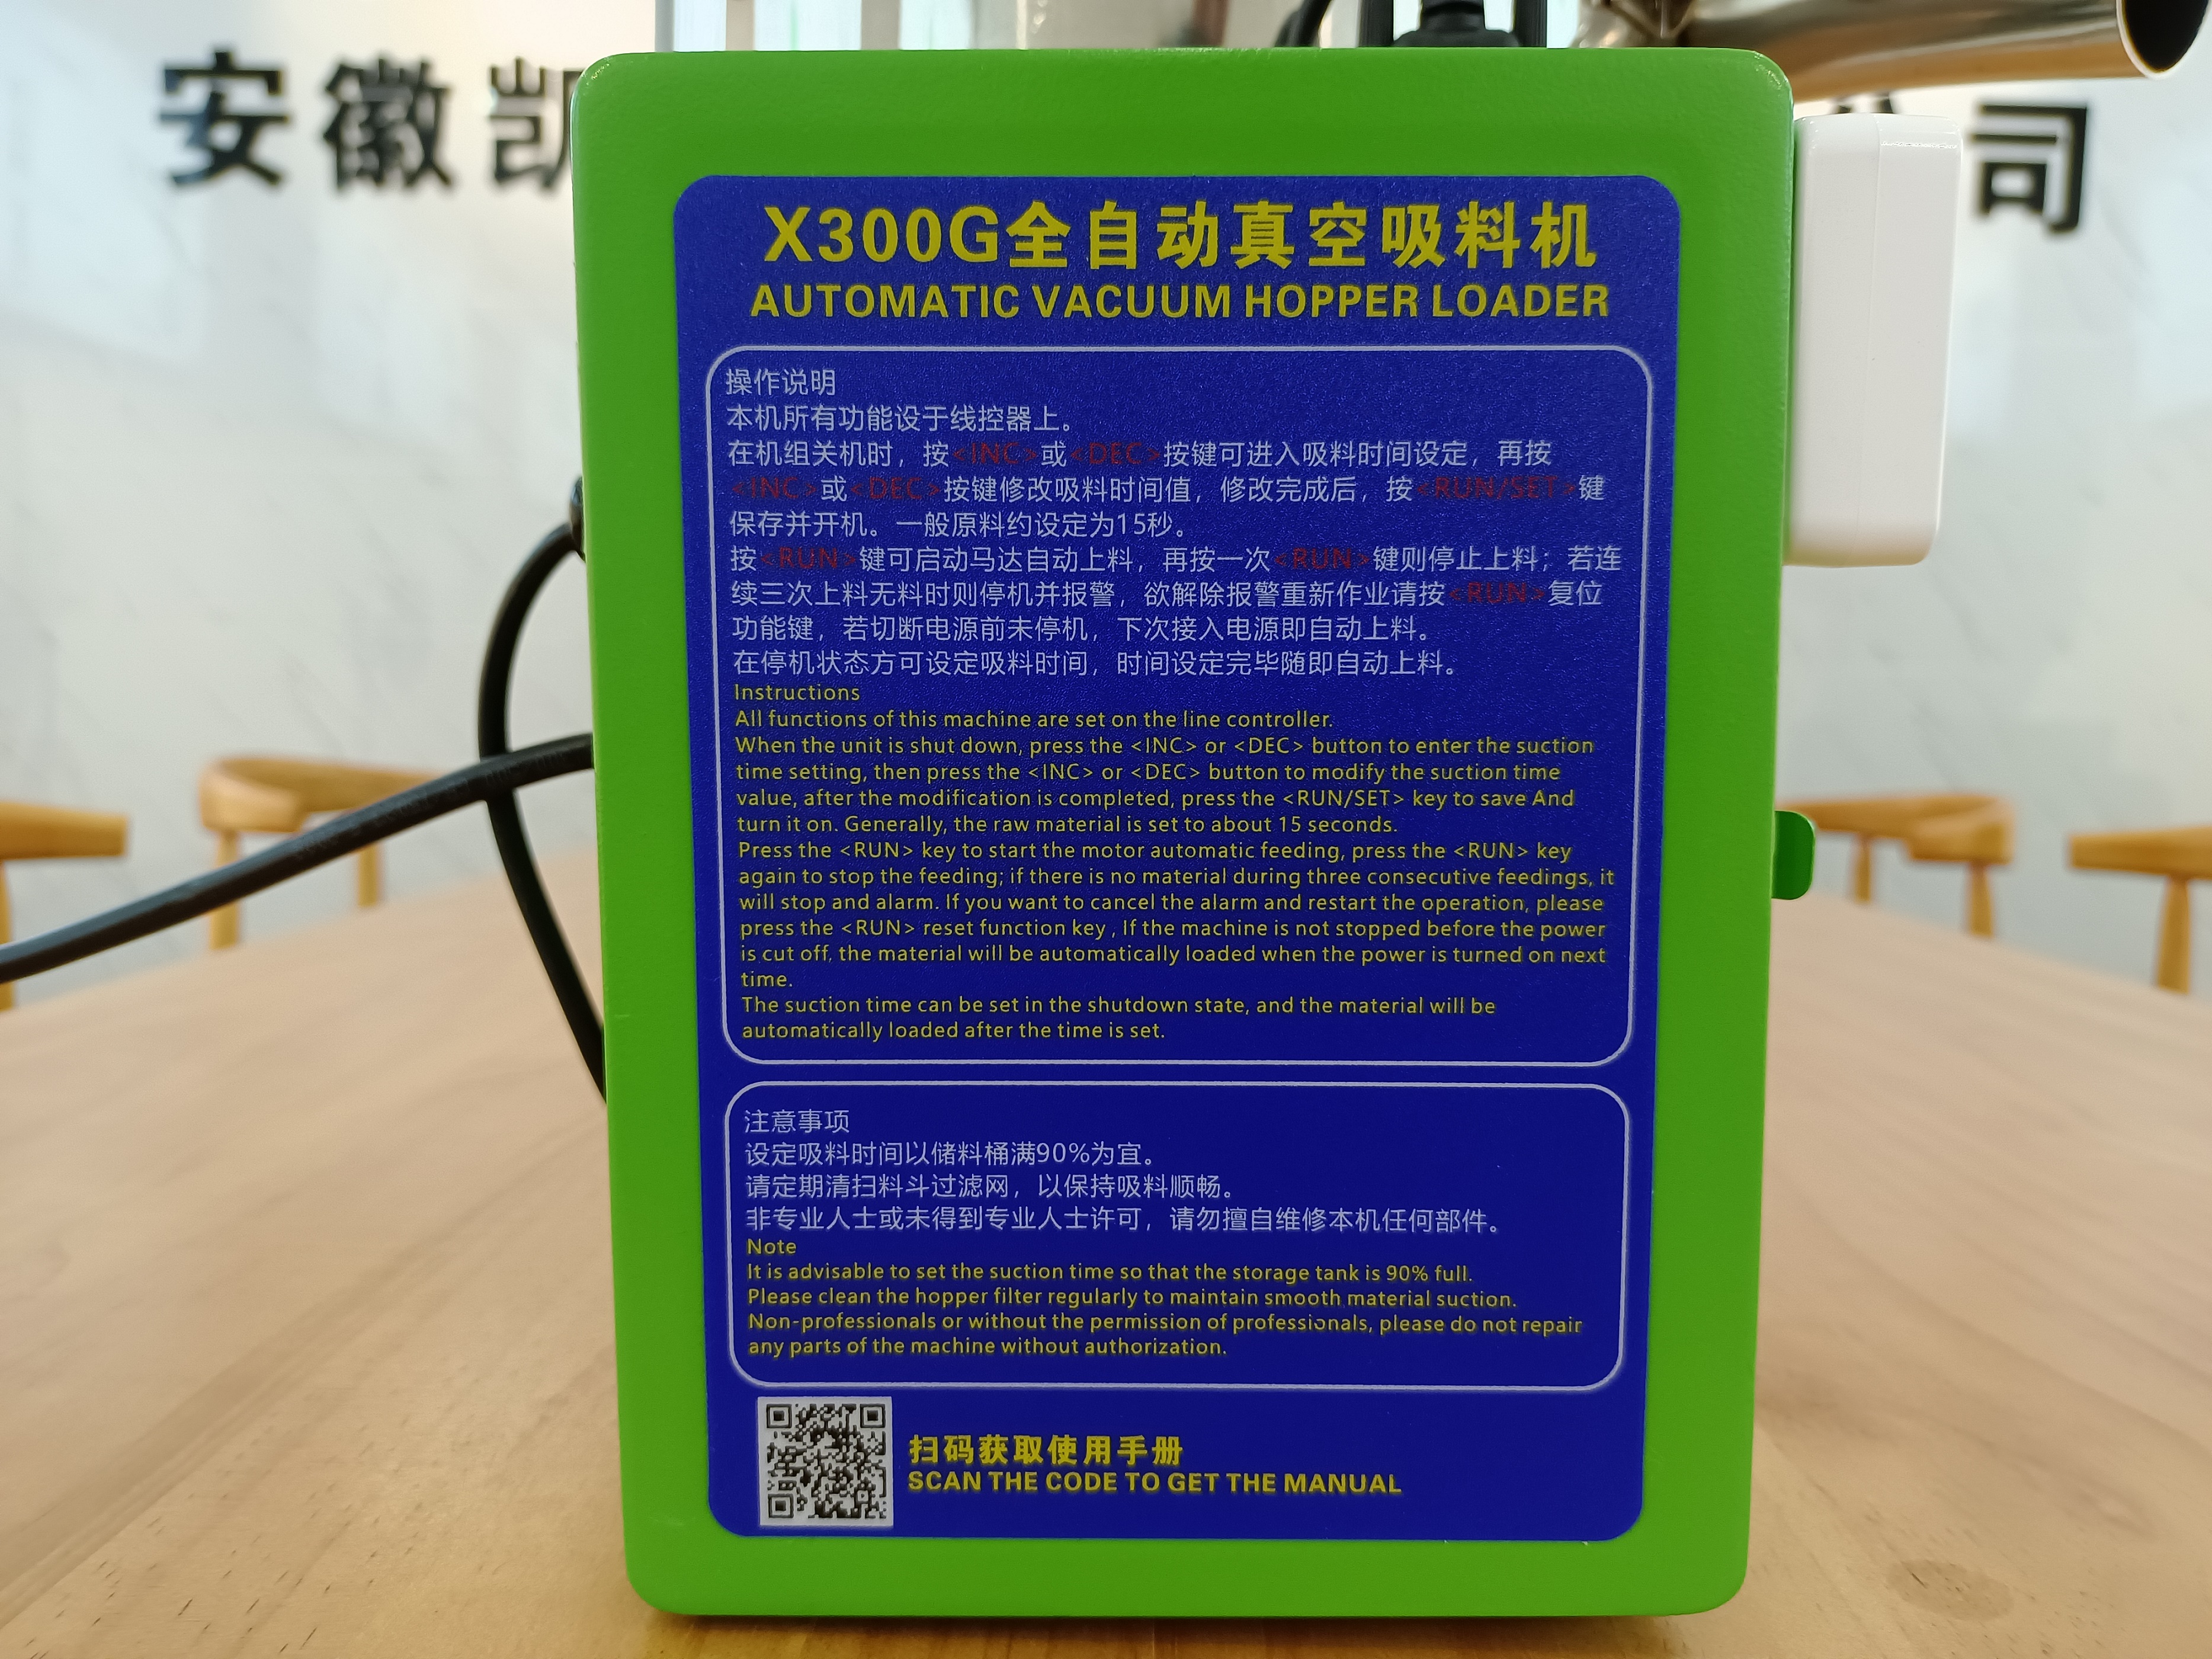 安徽凯
司
X300G全自动真空吸料机
AUTOMATIC VACUUM HOPPER LOADER
操作说明
本机所有功能设于线控器上。
在机组关机时，按<INC>或<DEC>按键可进入吸料时间设定，再按
<INC>或<DEC>按键修改吸料时间值，修改完成后，按<RUN/SET>键
保存并开机。一般原料约设定为15秒。
按<RUN>键可启动马达自动上料，再按一次<RUN>键则停止上料；若连
续三次上料无料时则停机并报警，欲解除报警重新作业请按<RUN>复位
功能键，若切断电源前未停机，下次接入电源即自动上料。
在停机状态方可设定吸料时间，时间设定完毕随即自动上料。
Instructions
All functions of this machine are set on the line controller.
When the unit is shut down, press the <INC> or <DEC> button to enter the suction
time setting, then press the <INC> or <DEC> button to modify the suction time
value, after the modification is completed, press the <RUN/SET> key to save And
turn it on. Generally, the raw material is set to about 15 seconds.
Press the <RUN> key to start the motor automatic feeding, press the <RUN> key
again to stop the feeding; if there is no material during three consecutive feedings, it
will stop and alarm. If you want to cancel the alarm and restart the operation, please
press the <RUN> reset function key , If the machine is not stopped before the power
is cut off, the material will be automatically loaded when the power is turned on next
time.
The suction time can be set in the shutdown state, and the material will be
automatically loaded after the time is set.
注意事项
设定吸料时间以储料桶满90%为宜。
请定期清扫料斗过滤网，以保持吸料顺畅。
非专业人士或未得到专业人士许可，请勿擅自维修本机任何部件。
Note
It is advisable to set the suction time so that the storage tank is 90% full.
Please clean the hopper filter regularly to maintain smooth material suction.
Non-professionals or without the permission of professionals, please do not repair
any parts of the machine without authorization.
扫码获取使用手册
SCAN THE CODE TO GET THE MANUAL